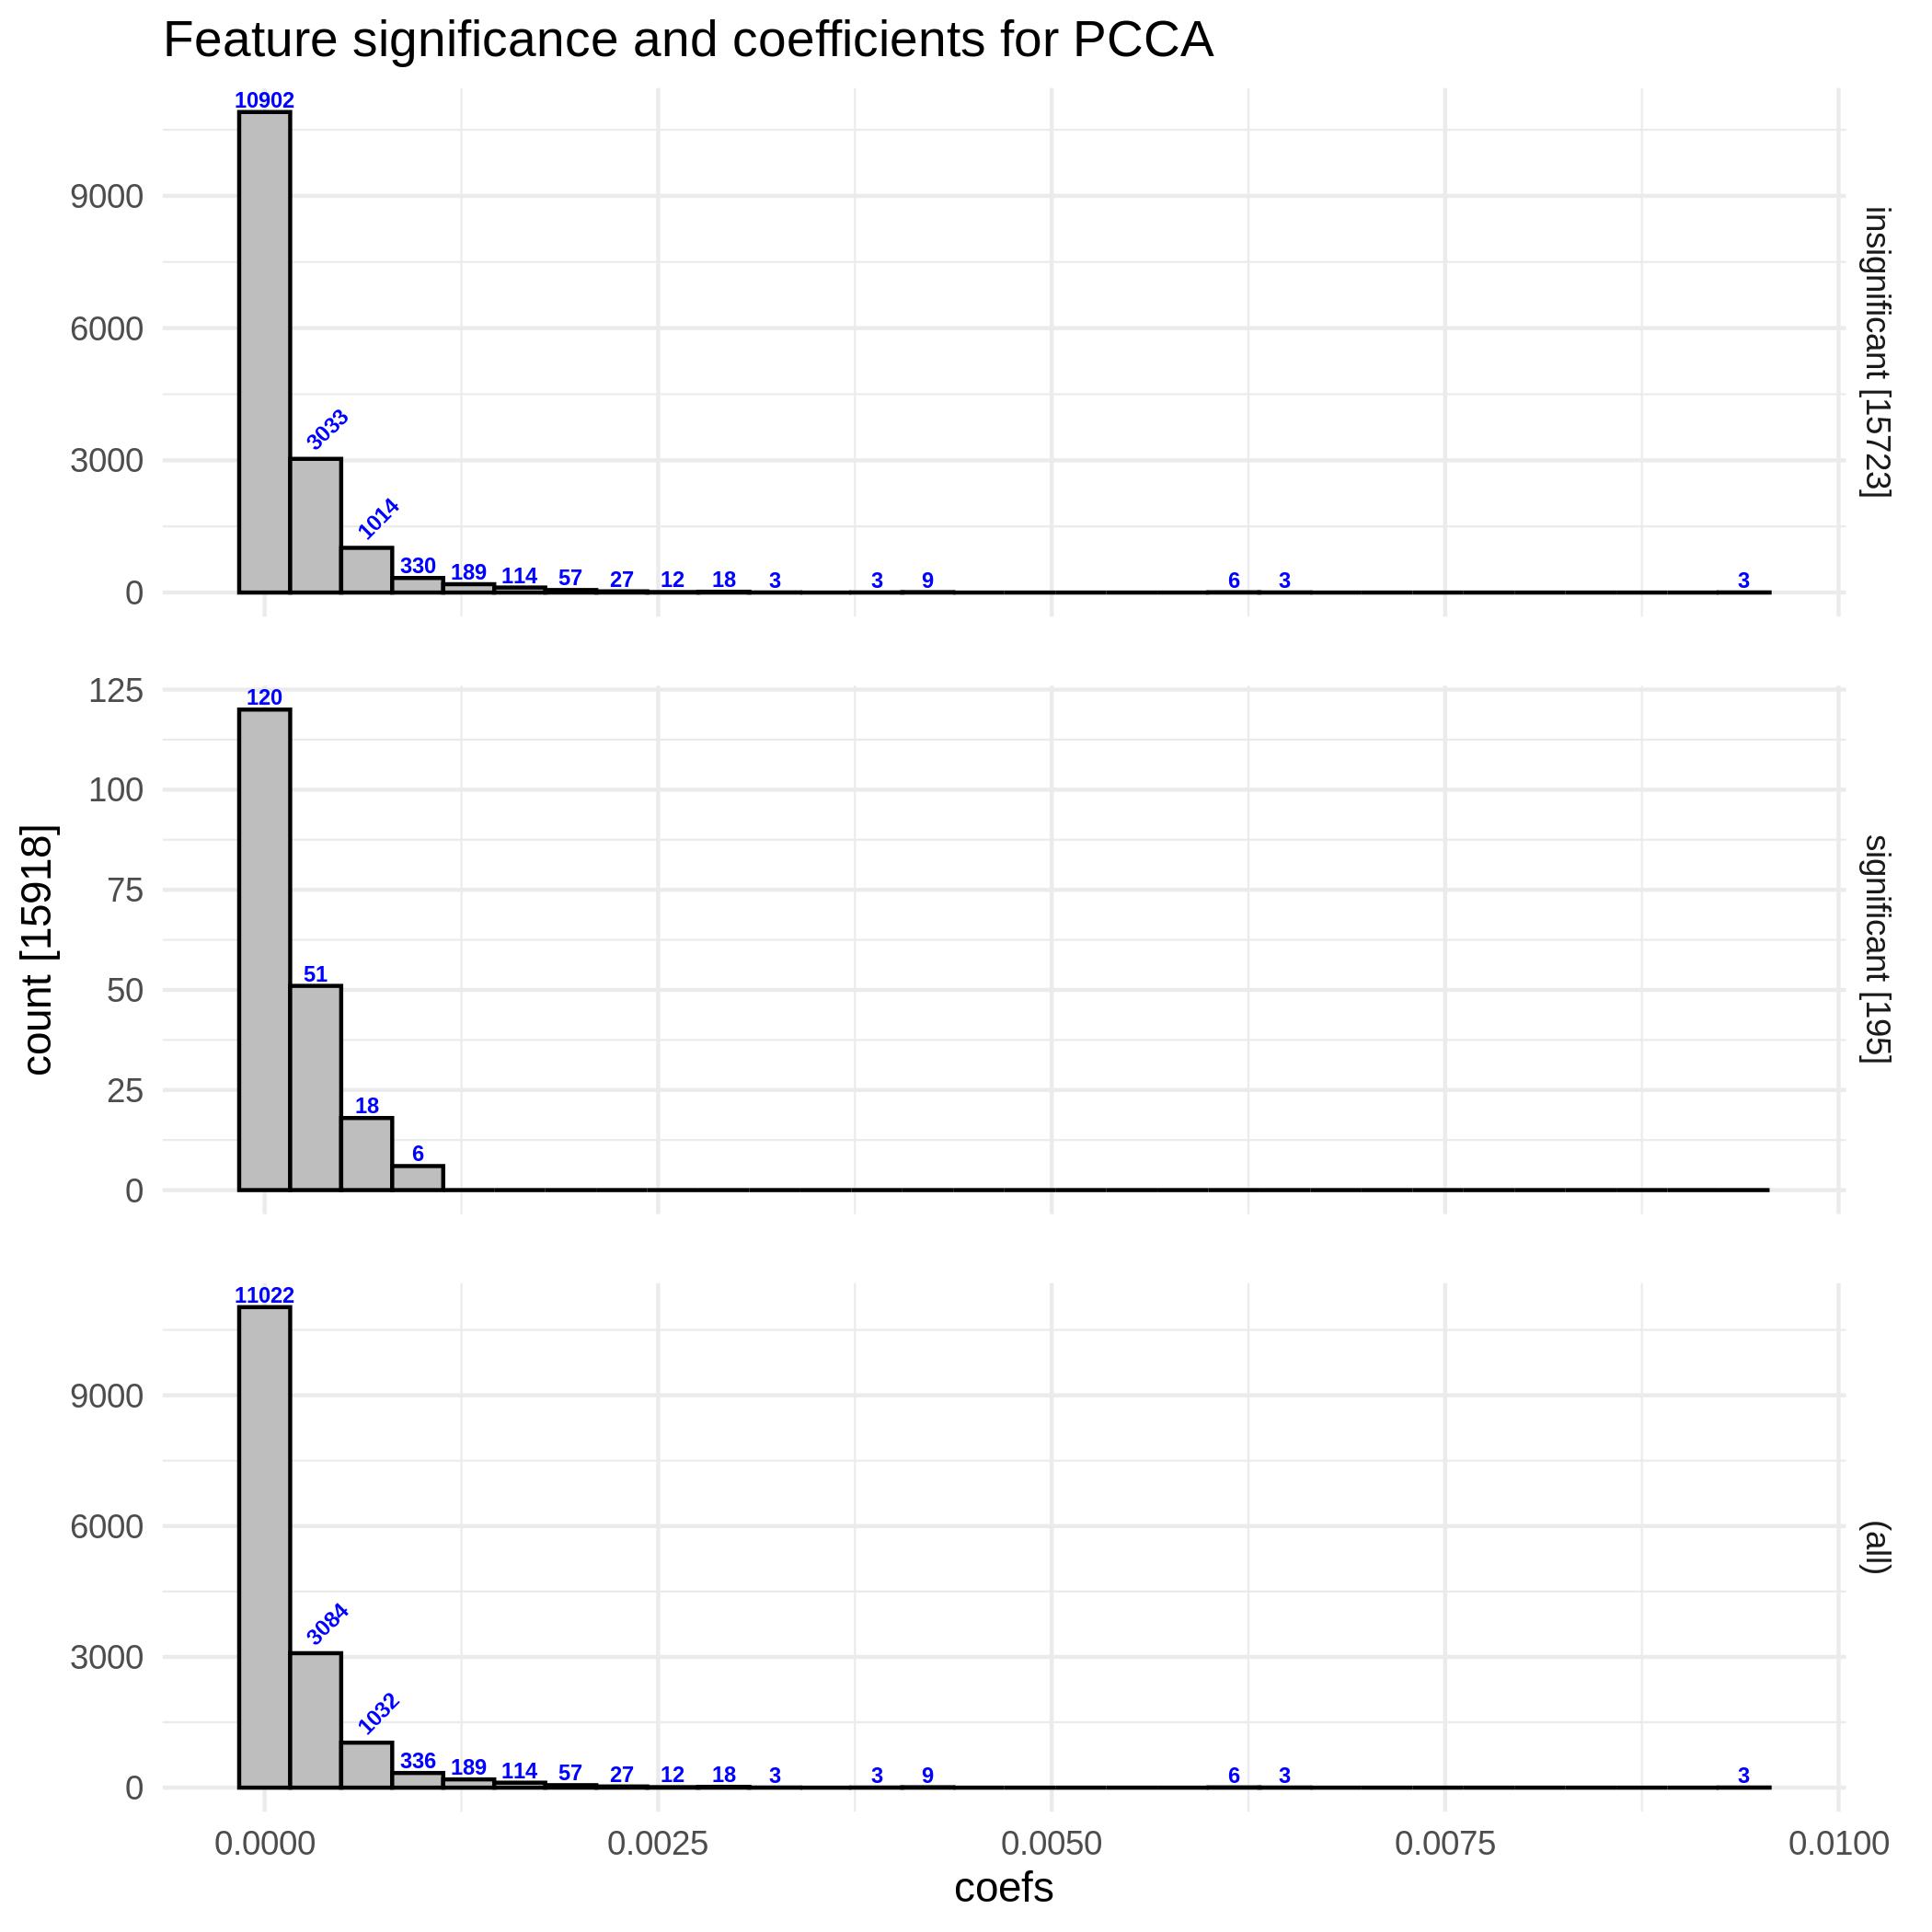 Feature significance and coefficients for PCCA
count [15918]
10902
3033
1014
330 189 114 57 27 12 18 3 3 9 6 3 3
9000
6000
3000
0
insignificant [15723]
120
51
18
6
125
100
75
50
25
0
significant [195]
11022
3084
1032
336 189 114 57 27 12 18 3 3 9 6 3 3
9000
6000
3000
0
(all)
0.0000 0.0025 0.0050 0.0075 0.0100
coefs